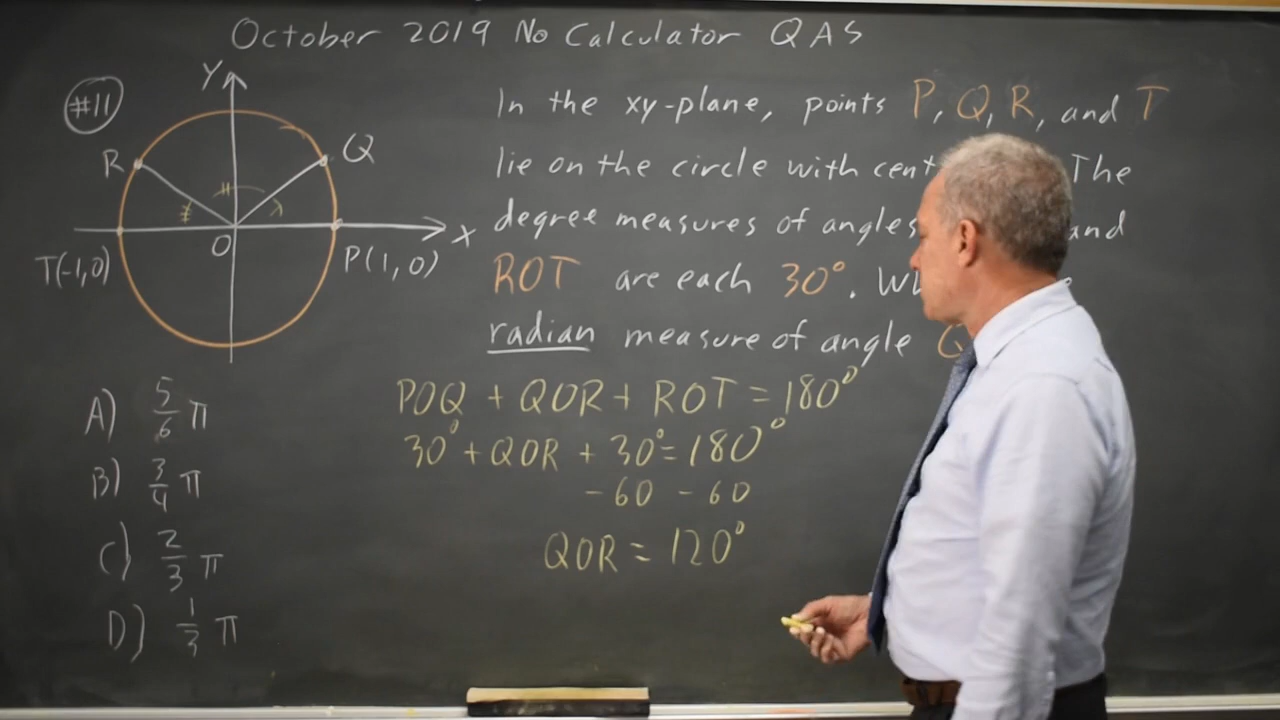 October 2019 No Calculator QAS
#11
Y
R
Q
O
x
T(-1,0)
P(1,0)
In the xy-plane, points P, Q, R, and T
lie on the circle with The
degree measures of angles and
ROT are each 30°.
radian measure of angle
A) 5/6 π
B) 3/4 π
C) 2/3 π
D) 1/3 π
POQ + QOR + ROT = 180°
30° + QOR + 30° = 180°
-60 -60
QOR = 120°